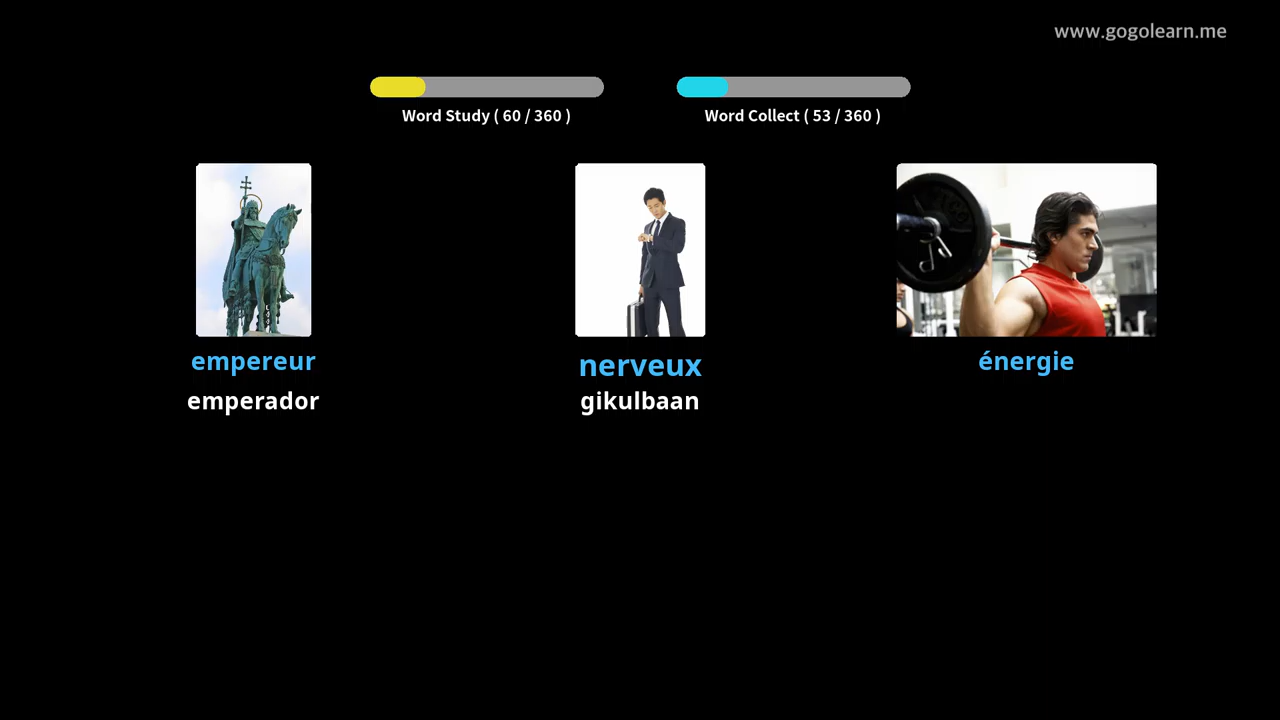 www.gogolearn.me
Word Study ( 60 / 360 )
Word Collect ( 53 / 360 )
empereur
nerveux
énergie
emperador
gikulbaan